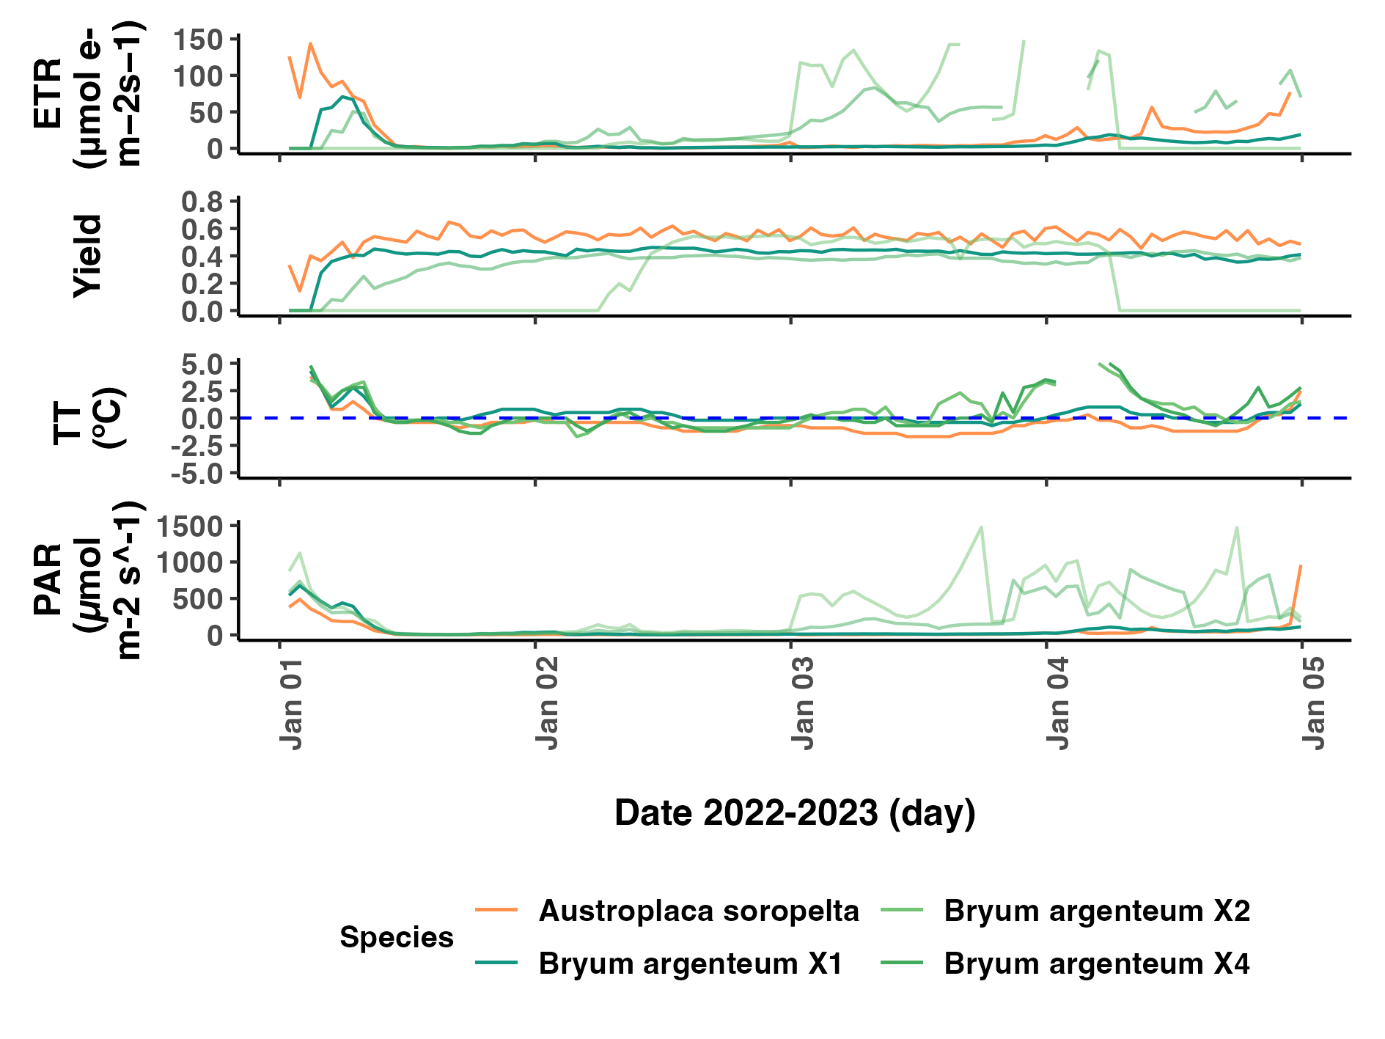 ETR
(μmol e-
m−2s−1)
150
100
50
0
Yield
0.8
0.6
0.4
0.2
0.0
TT
(ºC)
5.0
2.5
0.0
-2.5
-5.0
PAR
(μmol
m-2 s^-1)
1500
1000
500
0
Jan 01
Jan 02
Jan 03
Jan 04
Jan 05
Date 2022-2023 (day)
Species
Austroplaca soropelta
Bryum argenteum X2
Bryum argenteum X1
Bryum argenteum X4